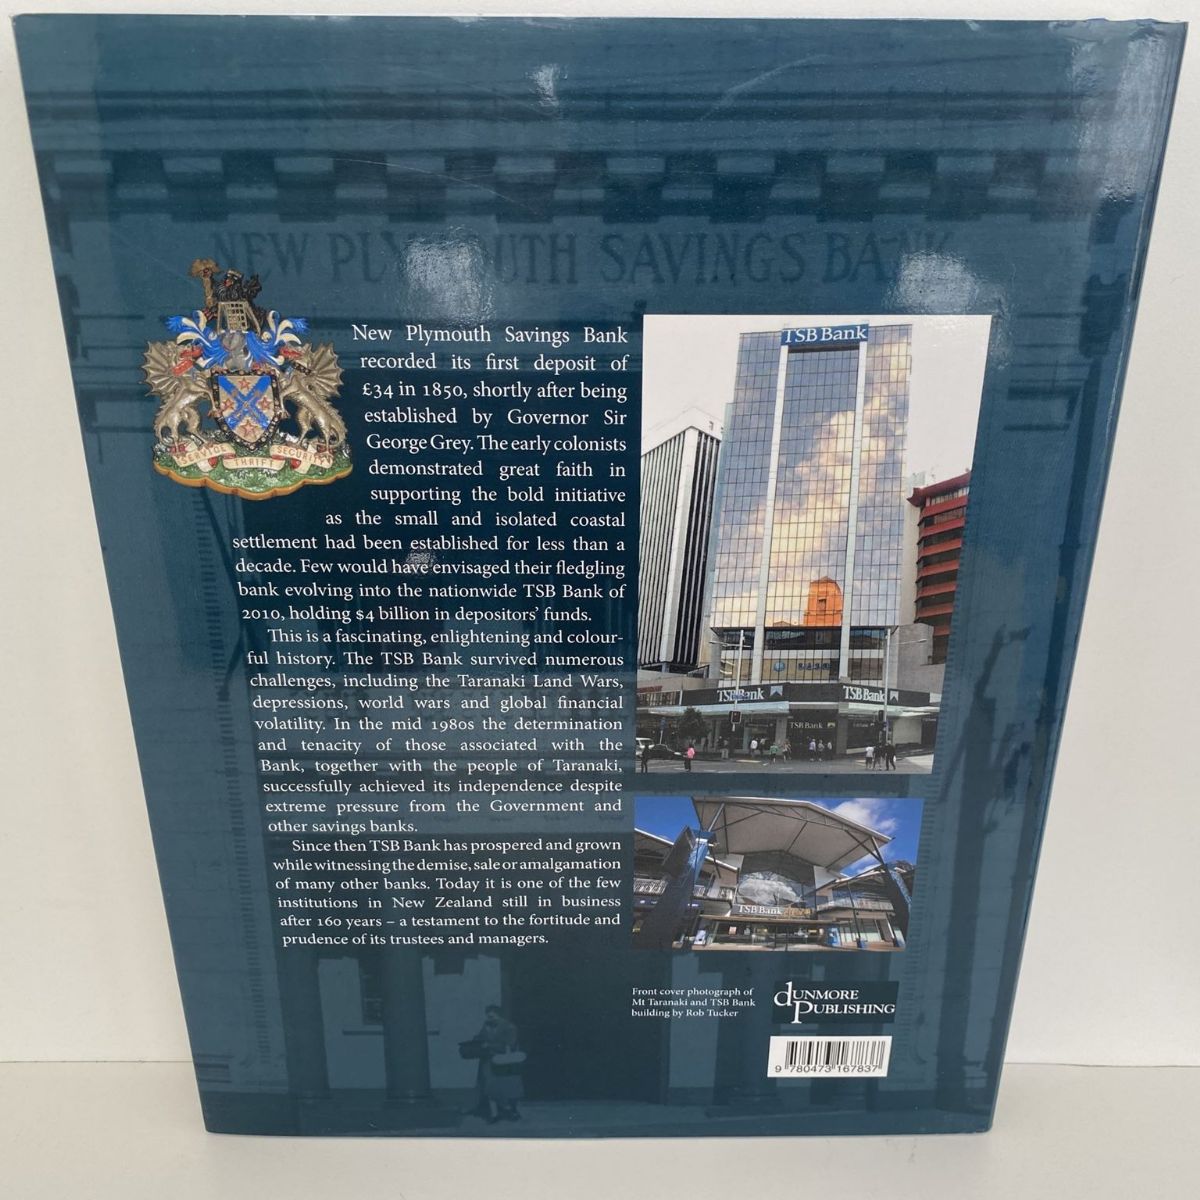 NEW PLYMOUTH SAVINGS BANK
New Plymouth Savings Bank
recorded its first deposit of
£34 in 1850, shortly after being
established by Governor Sir
George Grey. The early colonists
demonstrated great faith in
supporting the bold initiative
as the small and isolated coastal
settlement had been established for less than a
decade. Few would have envisaged their fledgling
bank evolving into the nationwide TSB Bank of
2010, holding $4 billion in depositors' funds.
This is a fascinating, enlightening and colour-
ful history. The TSB Bank survived numerous
challenges, including the Taranaki Land Wars,
depressions, world wars and global financial
volatility. In the mid 1980s the determination
and tenacity of those associated with the
Bank, together with the people of Taranaki,
successfully achieved its independence despite
extreme pressure from the Government and
other savings banks.
Since then TSB Bank has prospered and grown
while witnessing the demise, sale or amalgamation
of many other banks. Today it is one of the few
institutions in New Zealand still in business
after 160 years – a testament to the fortitude and
prudence of its trustees and managers.
SERVICE THRIFT SECURITY
TSB Bank
TSB Bank
TSB Bank
TSB Bank
TSB Bank
Front cover photograph of
Mt Taranaki and TSB Bank
building by Rob Tucker
dUNMORE
PUBLISHING
9 780473 167837